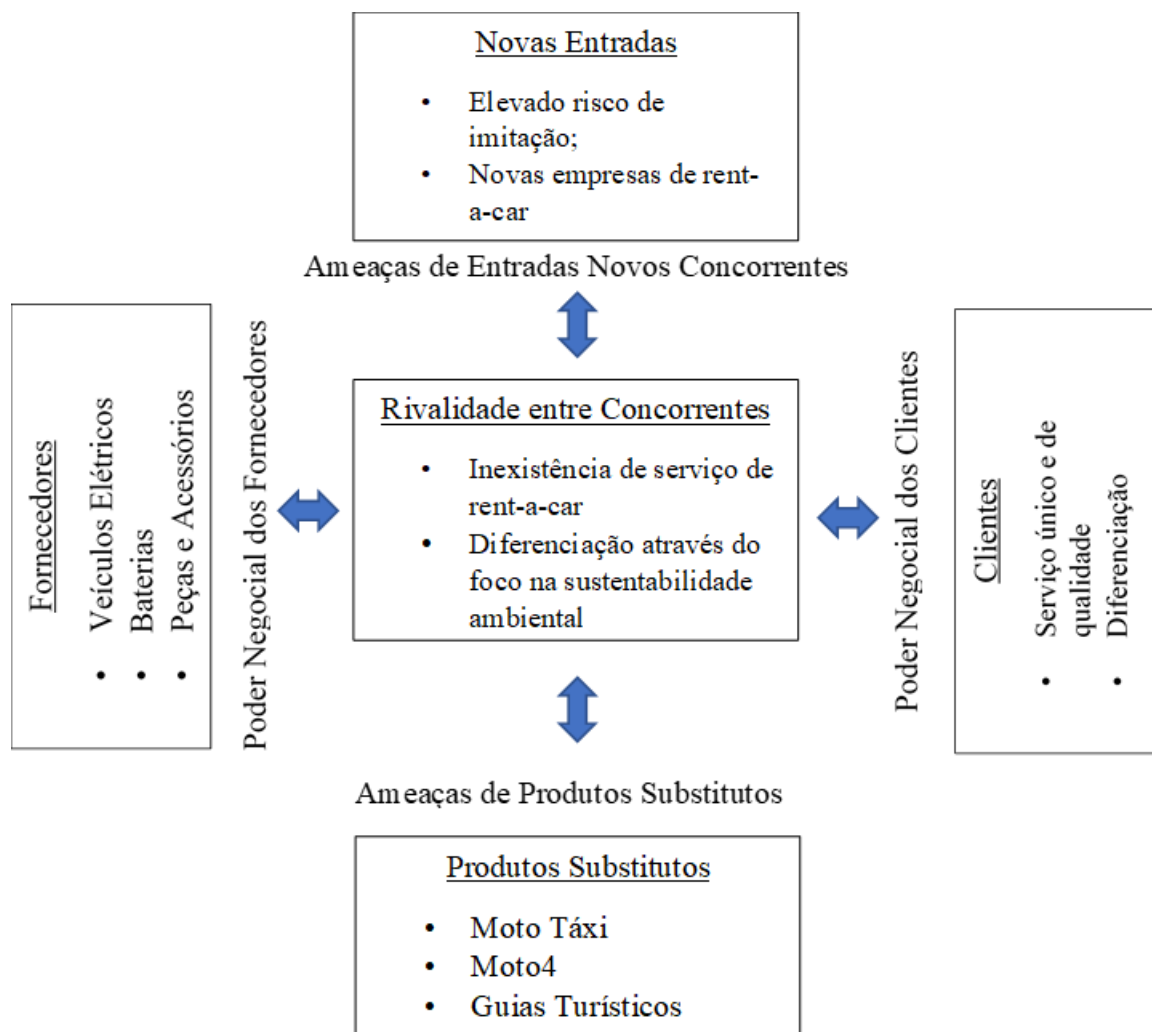 Novas Entradas
• Elevado risco de
imitação;
• Novas empresas de rent-
a-car
Ameaças de Entradas Novos Concorrentes
Fornecedores
• Veículos Elétricos
• Baterias
• Peças e Acessórios
Poder Negocial dos Fornecedores
Rivalidade entre Concorrentes
• Inexistência de serviço de
rent-a-car
• Diferenciação através do
foco na sustentabilidade
ambiental
Poder Negocial dos Clientes
Clientes
• Serviço único e de
qualidade
• Diferenciação
Ameaças de Produtos Substitutos
Produtos Substitutos
• Moto Táxi
• Moto4
• Guias Turísticos